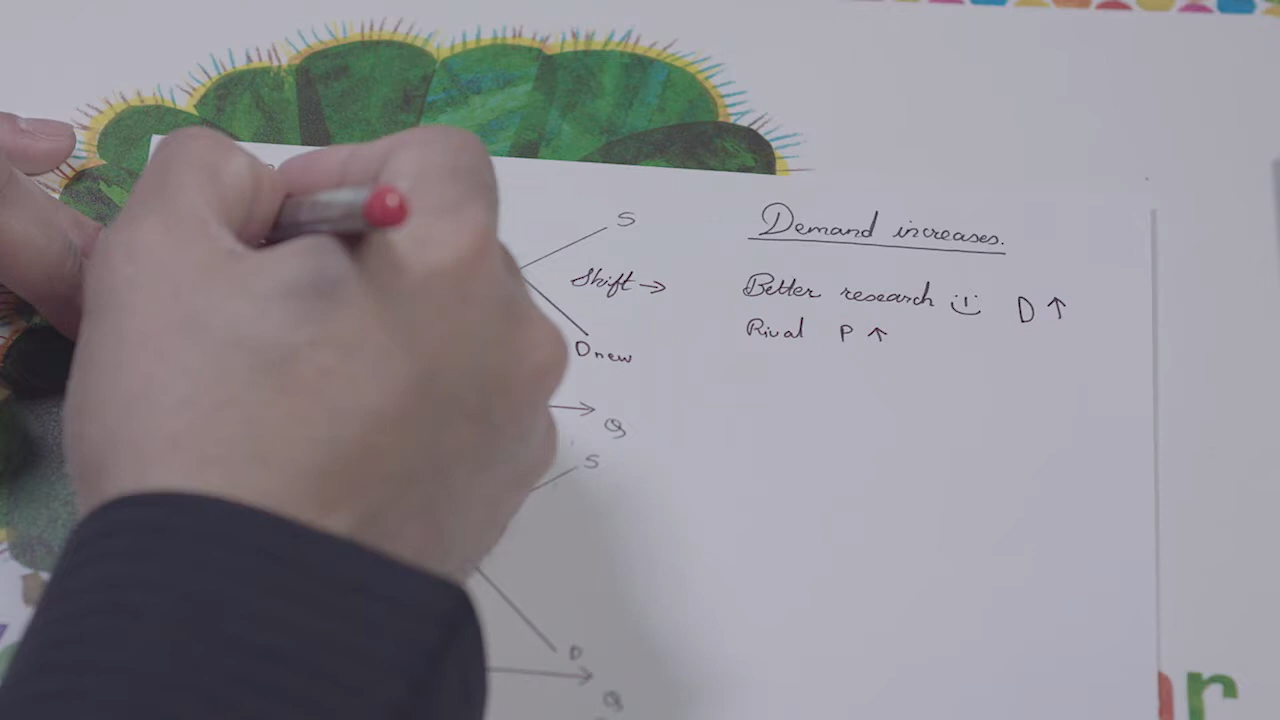 S
Demand increases.
Shift →
Better research D ↑
Rival P ↑
Dnew
Q
S
D
Q
r